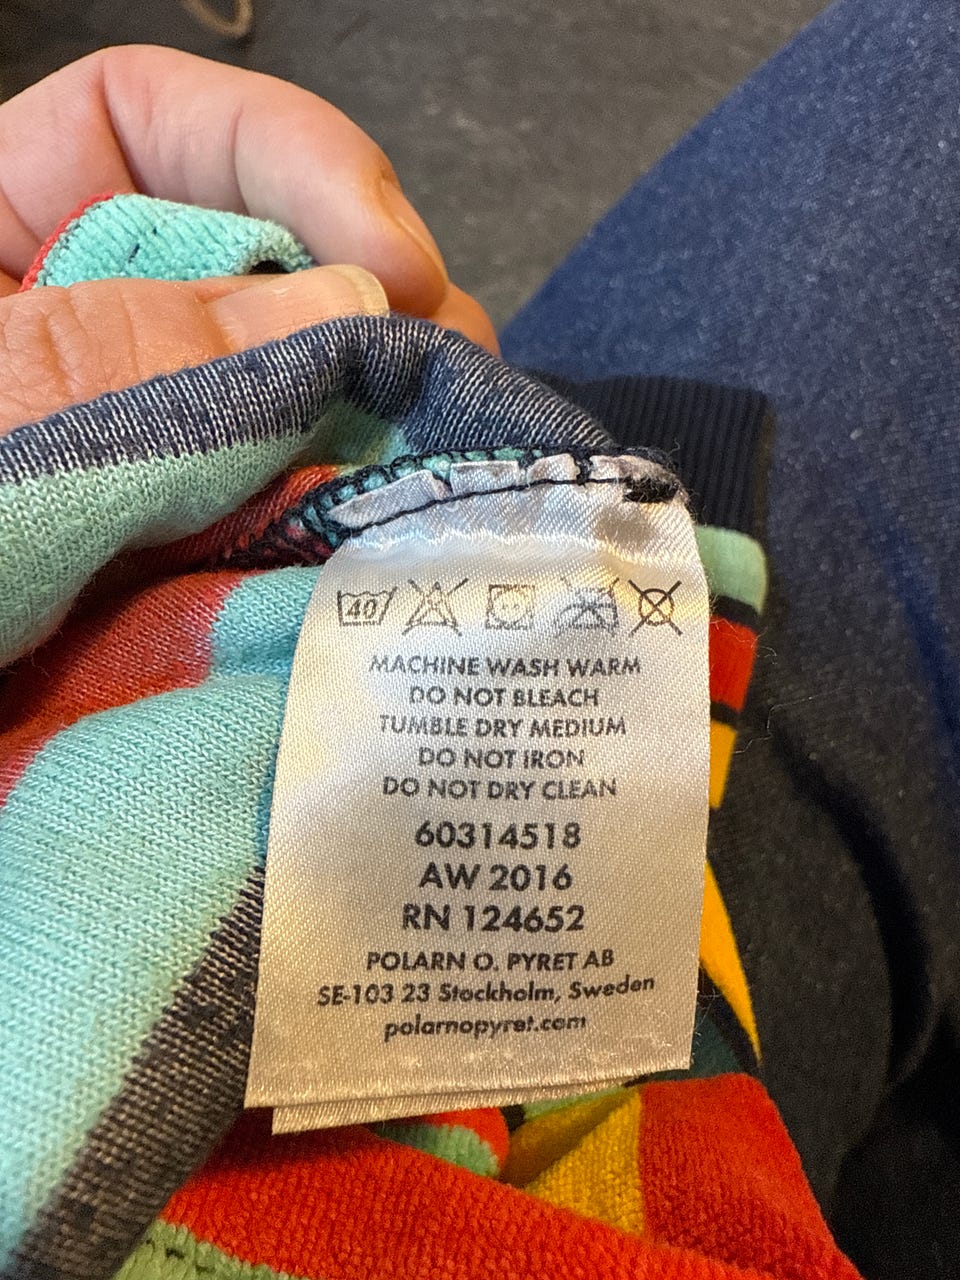 40
MACHINE WASH WARM
DO NOT BLEACH
TUMBLE DRY MEDIUM
DO NOT IRON
DO NOT DRY CLEAN
60314518
AW 2016
RN 124652
POLARN O. PYRET AB
SE-103 23 Stockholm, Sweden
polarnopyret.com